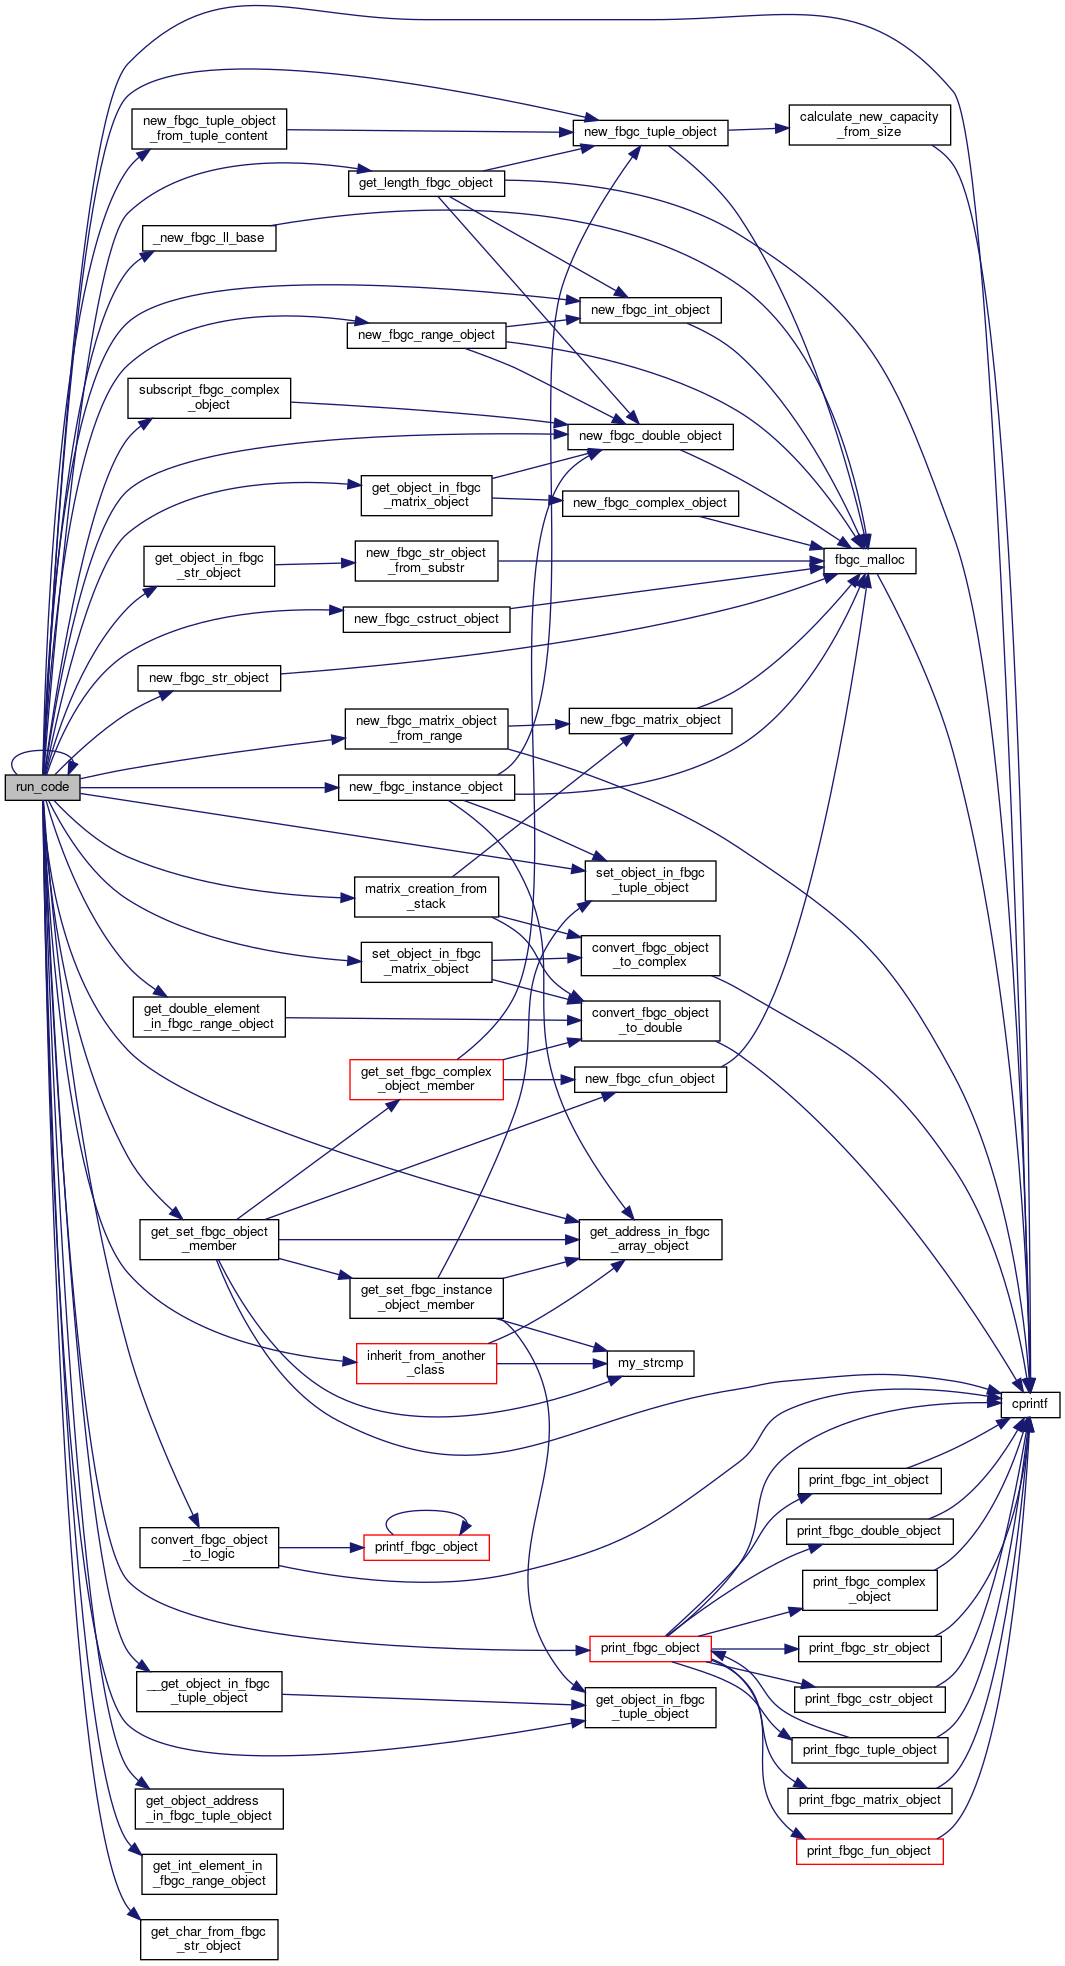 run_code
new_fbgc_tuple_object
_from_tuple_content
_new_fbgc_ll_base
subscript_fbgc_complex
_object
get_object_in_fbgc
_str_object
new_fbgc_str_object
get_double_element
_in_fbgc_range_object
get_set_fbgc_object
_member
convert_fbgc_object
_to_logic
__get_object_in_fbgc
_tuple_object
get_object_address
_in_fbgc_tuple_object
get_int_element_in
_fbgc_range_object
get_char_from_fbgc
_str_object
get_length_fbgc_object
new_fbgc_range_object
get_object_in_fbgc
_matrix_object
new_fbgc_str_object
_from_substr
new_fbgc_cstruct_object
new_fbgc_matrix_object
_from_range
new_fbgc_instance_object
matrix_creation_from
_stack
set_object_in_fbgc
_matrix_object
get_set_fbgc_complex
_object_member
get_set_fbgc_instance
_object_member
inherit_from_another
_class
printf_fbgc_object
new_fbgc_tuple_object
new_fbgc_int_object
new_fbgc_double_object
new_fbgc_complex_object
new_fbgc_matrix_object
set_object_in_fbgc
_tuple_object
convert_fbgc_object
_to_complex
convert_fbgc_object
_to_double
new_fbgc_cfun_object
get_address_in_fbgc
_array_object
my_strcmp
print_fbgc_object
get_object_in_fbgc
_tuple_object
calculate_new_capacity
_from_size
fbgc_malloc
print_fbgc_int_object
print_fbgc_double_object
print_fbgc_complex
_object
print_fbgc_str_object
print_fbgc_cstr_object
print_fbgc_tuple_object
print_fbgc_matrix_object
print_fbgc_fun_object
cprintf